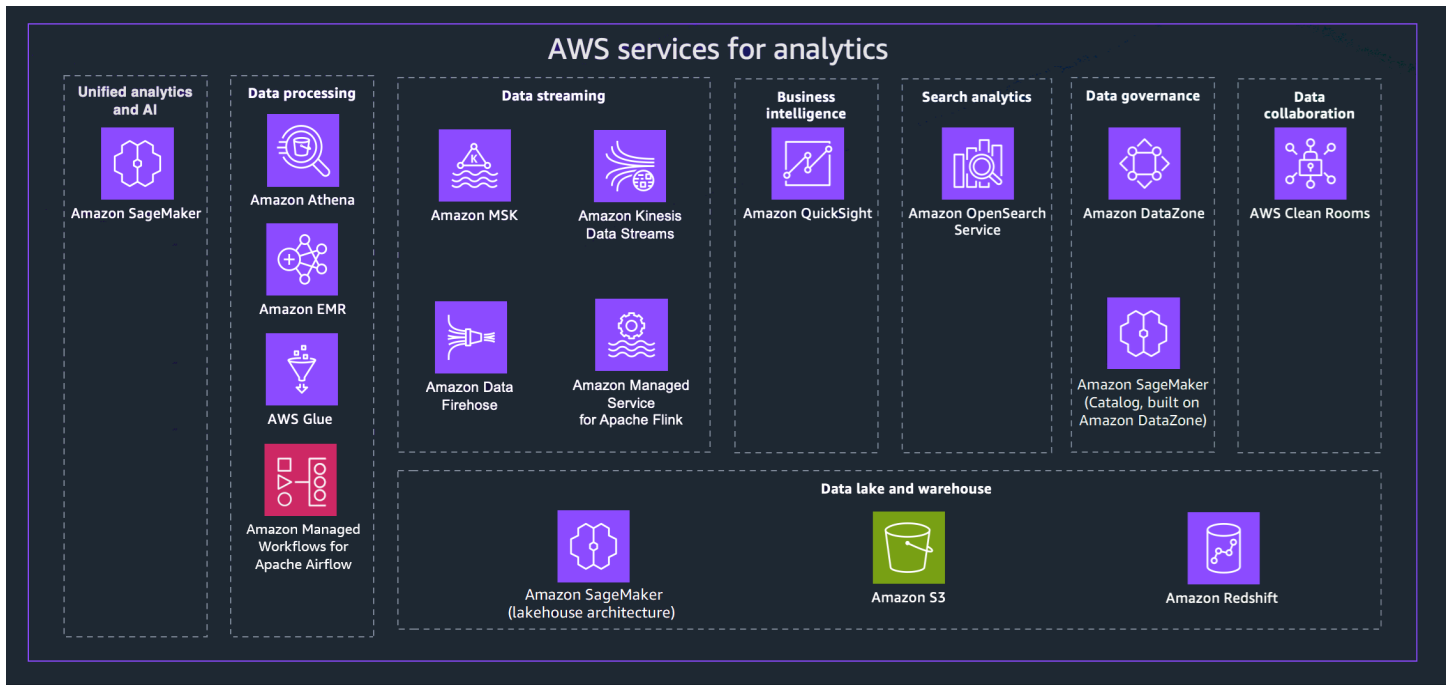 AWS services for analytics
Unified analytics
and AI
Amazon SageMaker
Data processing
Amazon Athena
Amazon EMR
AWS Glue
Amazon Managed
Workflows for
Apache Airflow
Data streaming
K
Amazon MSK
Amazon Kinesis
Data Streams
Amazon Data
Firehose
Amazon Managed
Service
for Apache Flink
Business
intelligence
Amazon QuickSight
Search analytics
Amazon OpenSearch
Service
Data governance
Amazon DataZone
Amazon SageMaker
(Catalog, built on
Amazon DataZone)
Data
collaboration
AWS Clean Rooms
Data lake and warehouse
Amazon SageMaker
(lakehouse architecture)
Amazon S3
Amazon Redshift